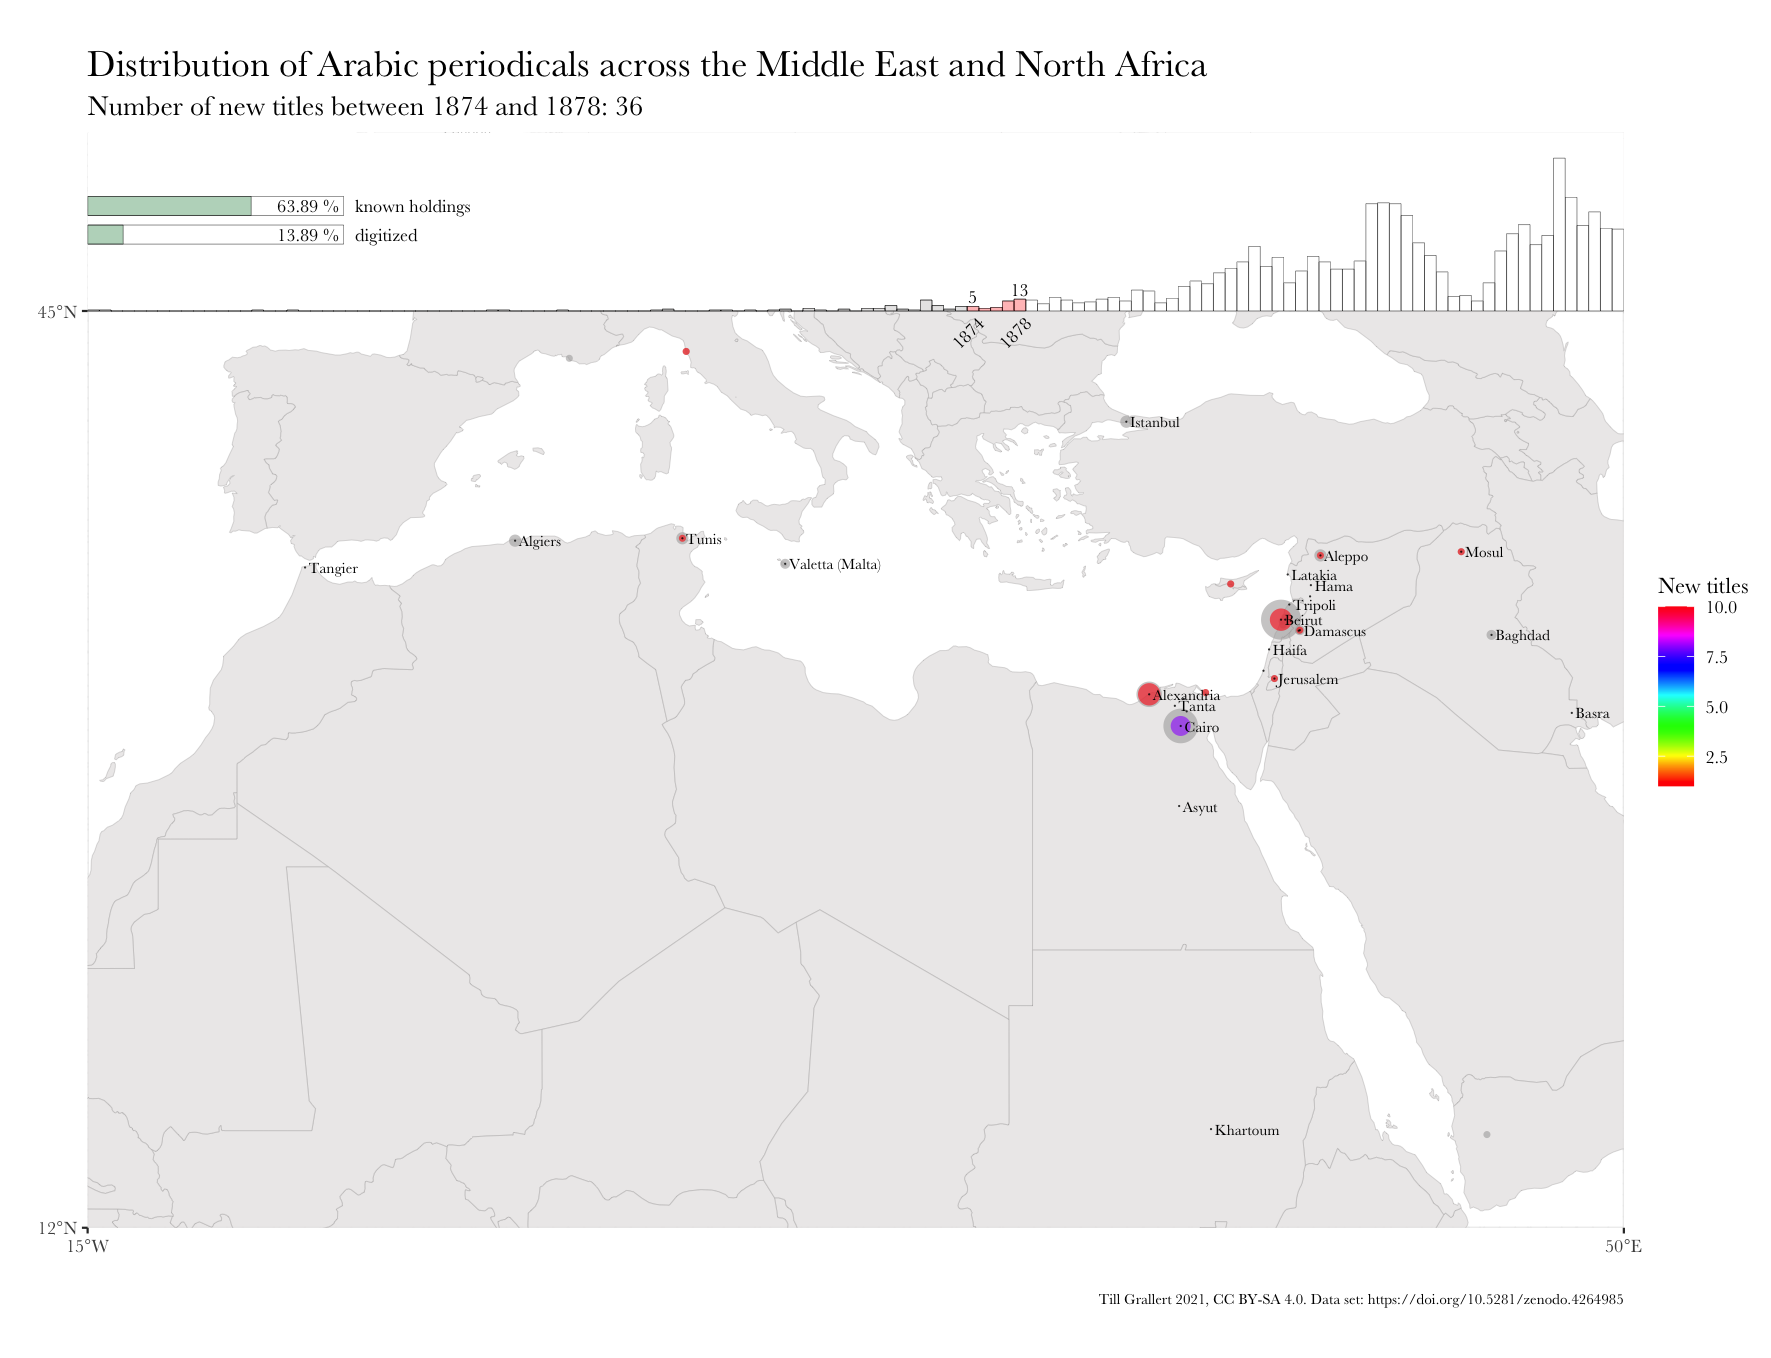 Distribution of Arabic periodicals across the Middle East and North Africa
Number of new titles between 1874 and 1878: 36
63.89 % known holdings
13.89 % digitized
5
13
45°N
1874
1878
Istanbul
Algiers
Tunis
Aleppo
Mosul
Tangier
Valetta (Malta)
Latakia
Hama
Tripoli
Beirut
Damascus
Baghdad
Haifa
Jerusalem
Alexandria
Tanta
Basra
Cairo
Asyut
Khartoum
New titles
10.0
7.5
5.0
2.5
12°N
15°W
50°E
Till Grallert 2021, CC BY-SA 4.0. Data set: https://doi.org/10.5281/zenodo.4264985